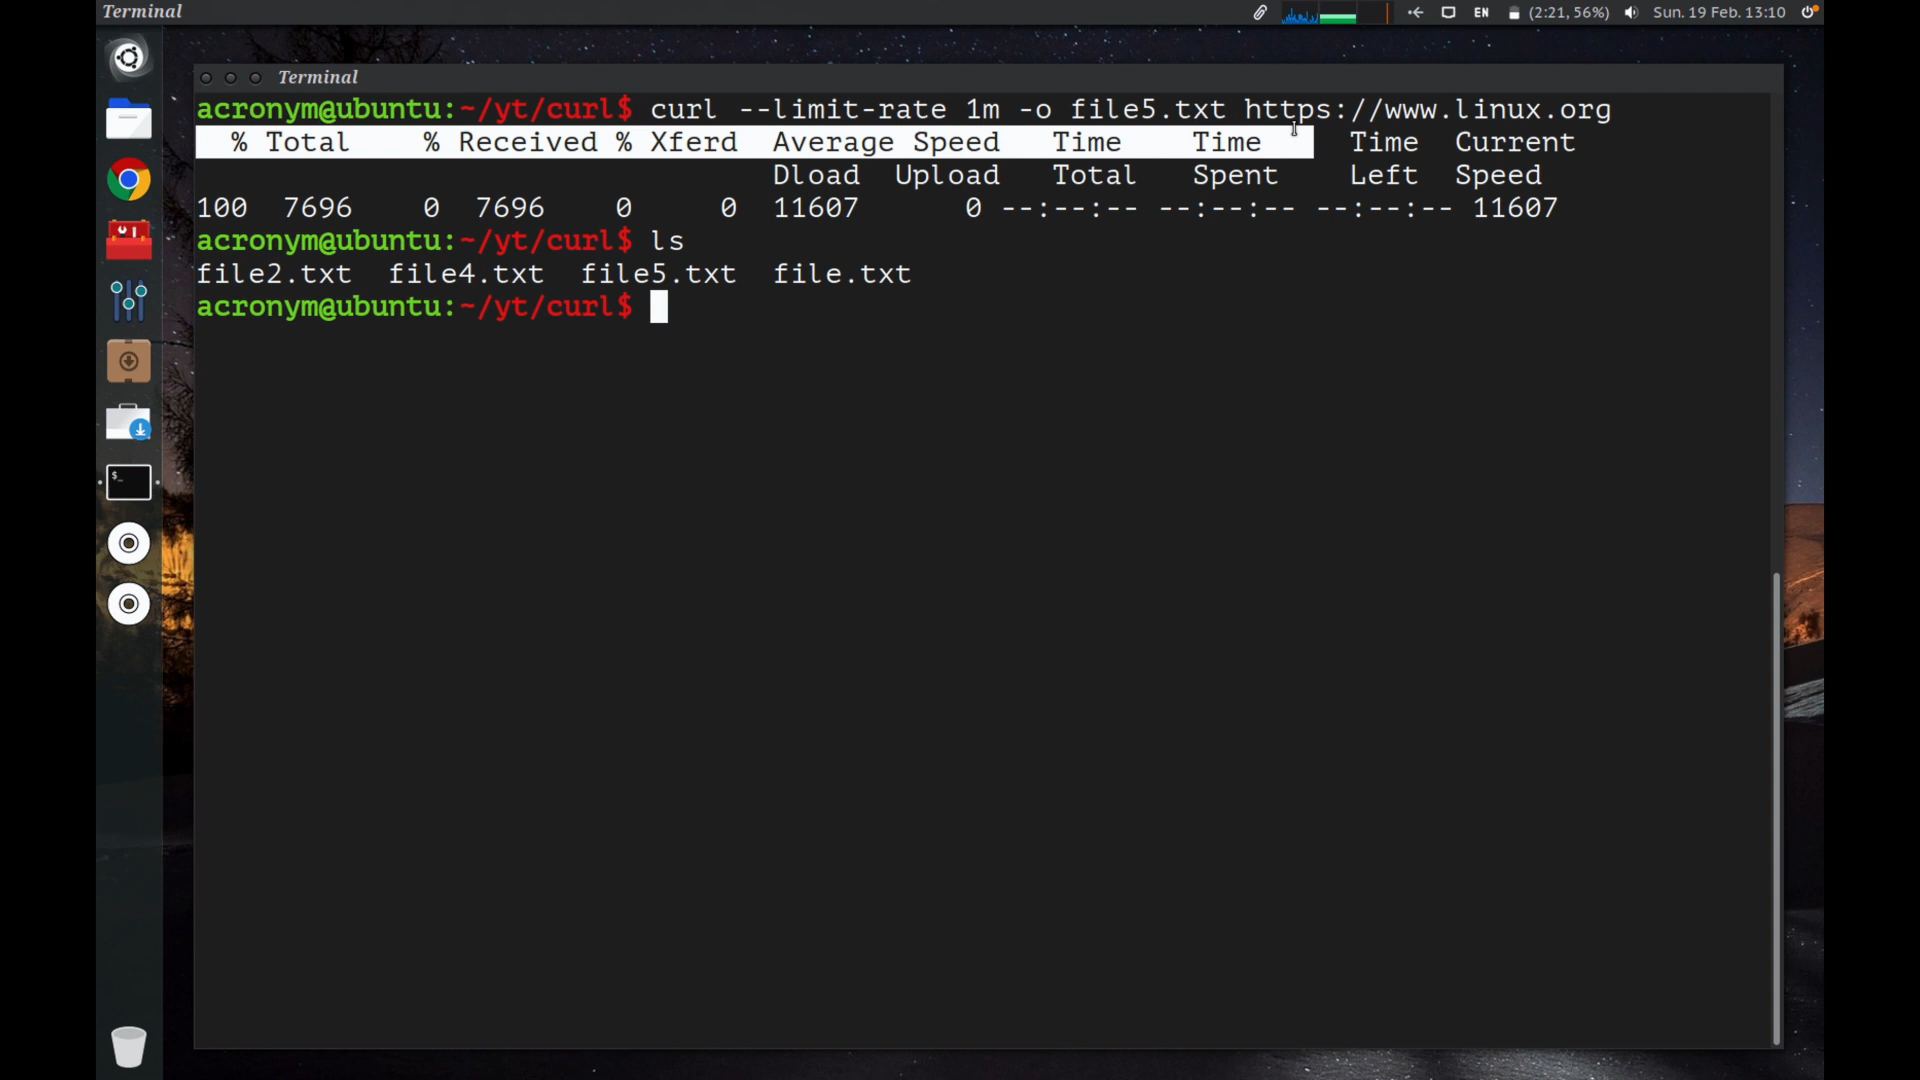 Terminal
EN (2:21, 56%) Sun. 19 Feb. 13:10
Terminal
acronym@ubuntu:~/yt/curl$ curl --limit-rate 1m -o file5.txt https://www.linux.org
% Total % Received % Xferd Average Speed Time Time Time Current
Dload Upload Total Spent Left Speed
100 7696 0 7696 0 0 11607 0 --:--:-- --:--:-- --:--:-- 11607
acronym@ubuntu:~/yt/curl$ ls
file2.txt file4.txt file5.txt file.txt
acronym@ubuntu:~/yt/curl$
$_